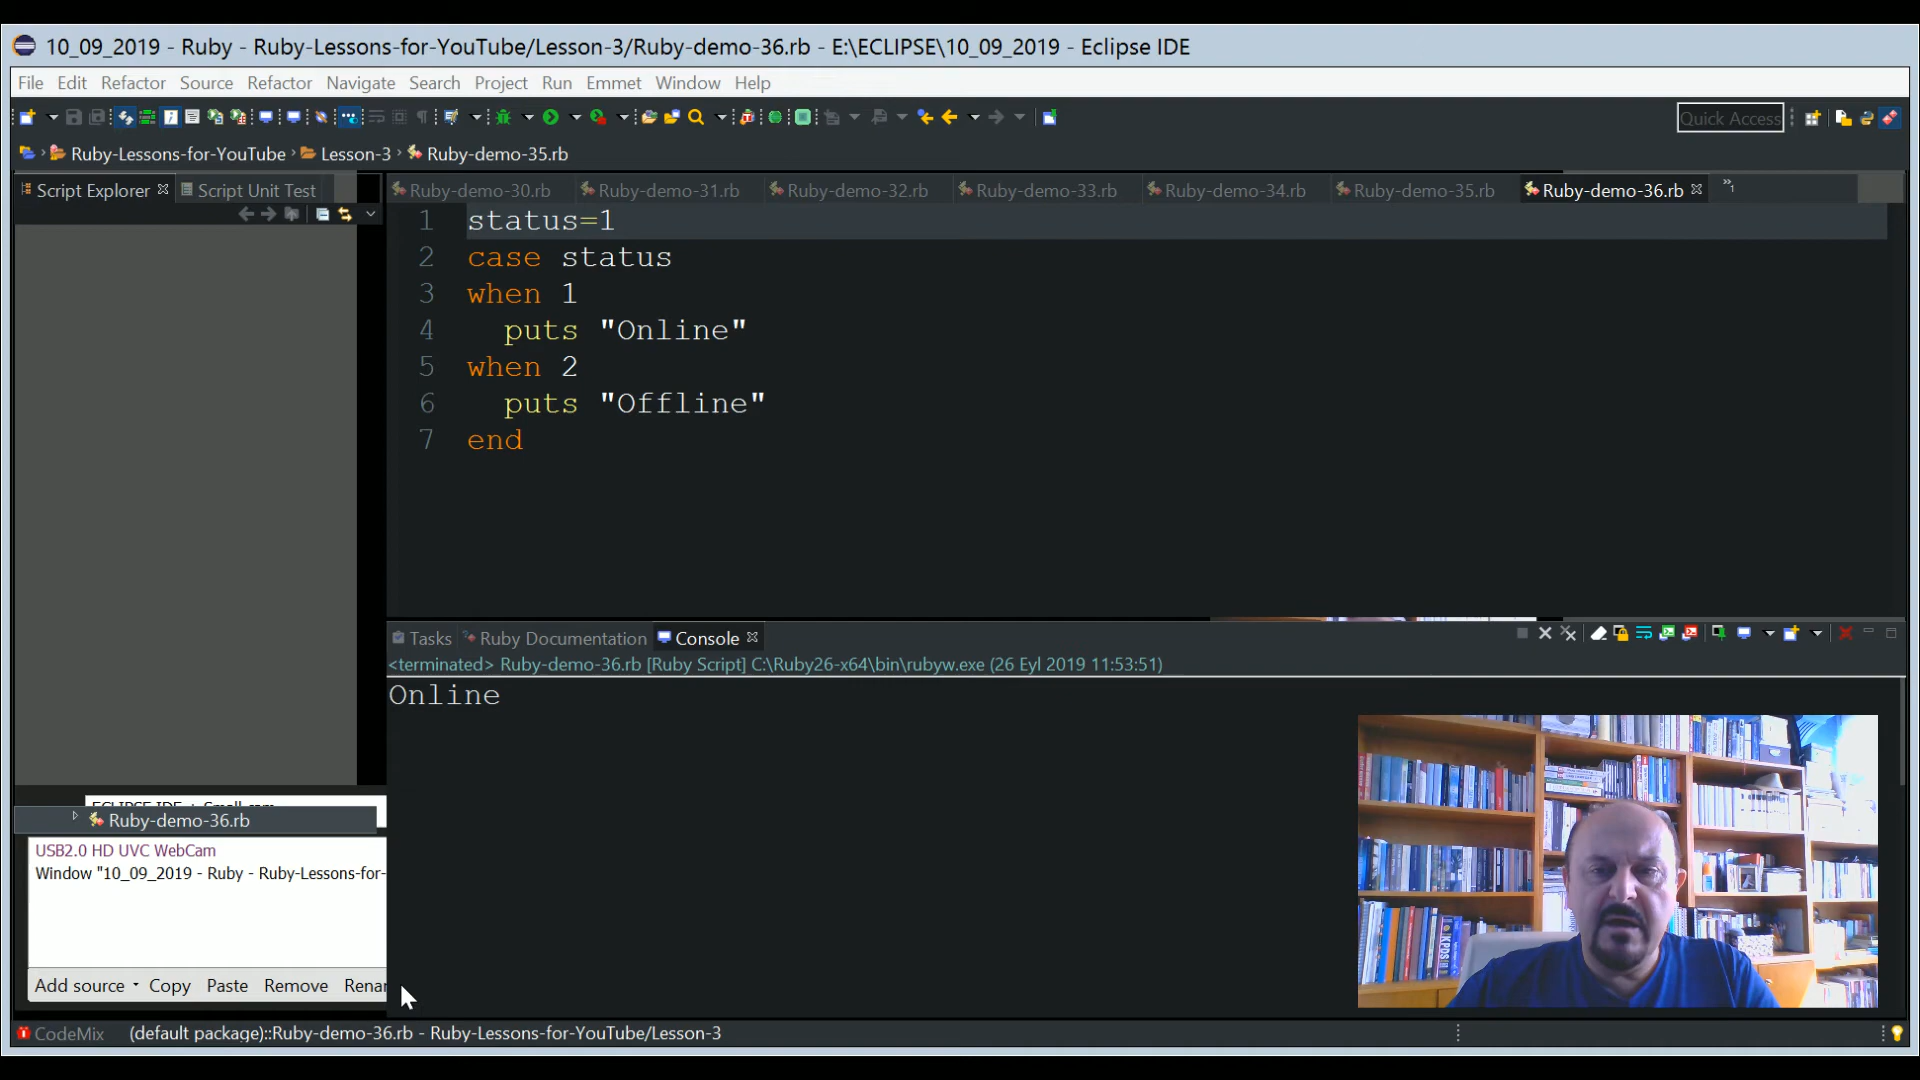 10_09_2019 - Ruby - Ruby-Lessons-for-YouTube/Lesson-3/Ruby-demo-36.rb - E:\ECLIPSE\10_09_2019 - Eclipse IDE
File Edit Refactor Source Refactor Navigate Search Project Run Emmet Window Help
Quick Access
Ruby-Lessons-for-YouTube Lesson-3 Ruby-demo-35.rb
Script Explorer Script Unit Test
Ruby-demo-30.rb Ruby-demo-31.rb Ruby-demo-32.rb Ruby-demo-33.rb Ruby-demo-34.rb Ruby-demo-35.rb Ruby-demo-36.rb »1
1 status=1
2 case status
3 when 1
4 puts "Online"
5 when 2
6 puts "Offline"
7 end
Tasks Ruby Documentation Console
<terminated> Ruby-demo-36.rb [Ruby Script] C:\Ruby26-x64\bin\rubyw.exe (26 Eyl 2019 11:53:51)
Online
Ruby-demo-36.rb
USB2.0 HD UVC WebCam
Window "10_09_2019 - Ruby - Ruby-Lessons-for-
Add source Copy Paste Remove Renar
KPDS
CodeMix (default package)::Ruby-demo-36.rb - Ruby-Lessons-for-YouTube/Lesson-3